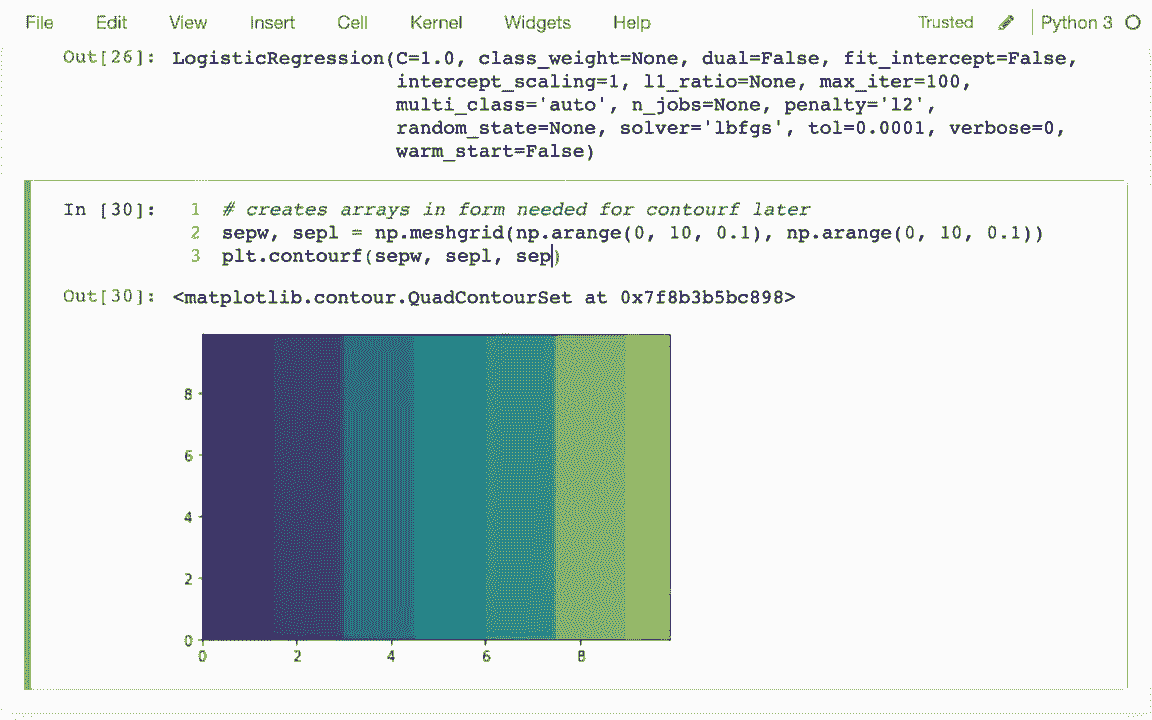 File Edit View Insert Cell Kernel Widgets Help Trusted Python 3
Out[26]: LogisticRegression(C=1.0, class_weight=None, dual=False, fit_intercept=False,
intercept_scaling=1, l1_ratio=None, max_iter=100,
multi_class='auto', n_jobs=None, penalty='l2',
random_state=None, solver='lbfgs', tol=0.0001, verbose=0,
warm_start=False)
In [30]: 1 # creates arrays in form needed for contourf later
2 sepw, sepl = np.meshgrid(np.arange(0, 10, 0.1), np.arange(0, 10, 0.1))
3 plt.contourf(sepw, sepl, sep)
Out[30]: <matplotlib.contour.QuadContourSet at 0x7f8b3b5bc898>
8
6
4
2
0
0 2 4 6 8